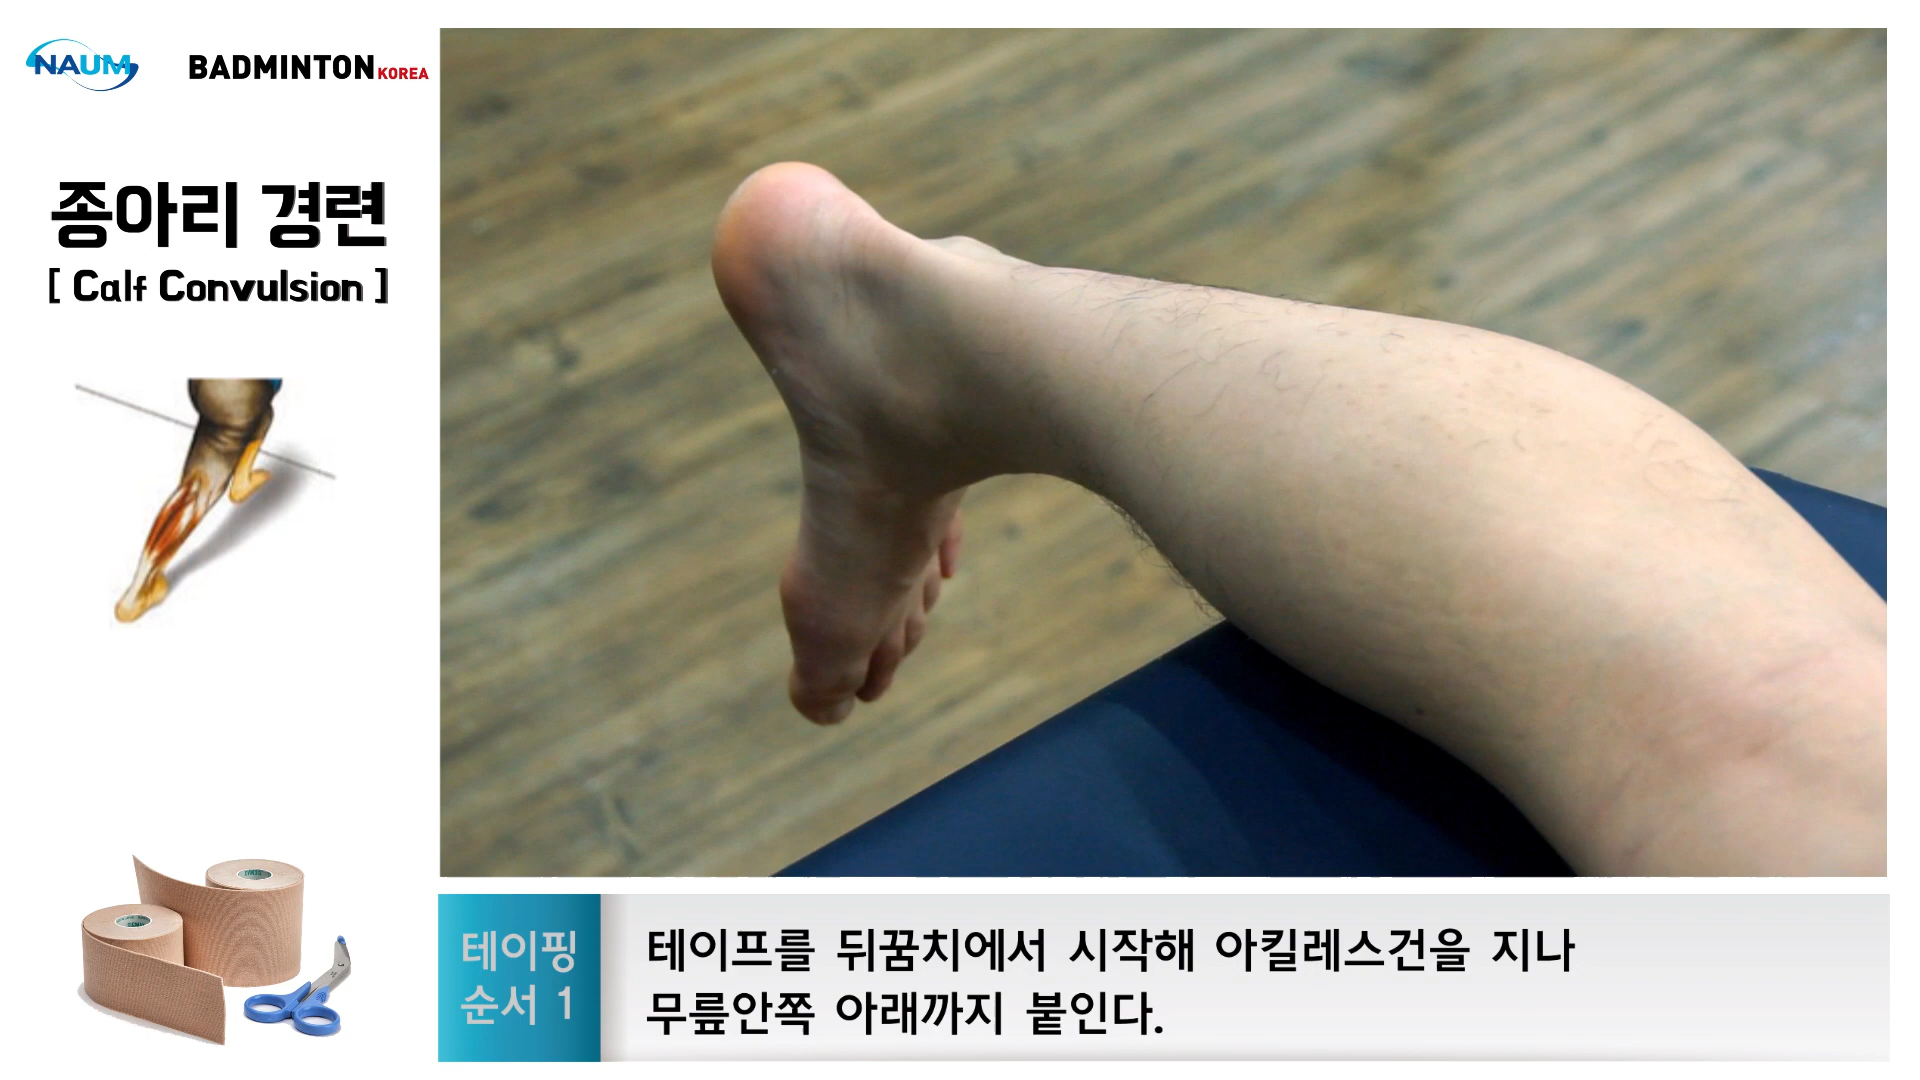 NAUM
BADMINTON KOREA
종아리 경련
[ Calf Convulsion ]
테이핑
순서 1
테이프를 뒤꿈치에서 시작해 아킬레스건을 지나
무릎안쪽 아래까지 붙인다.